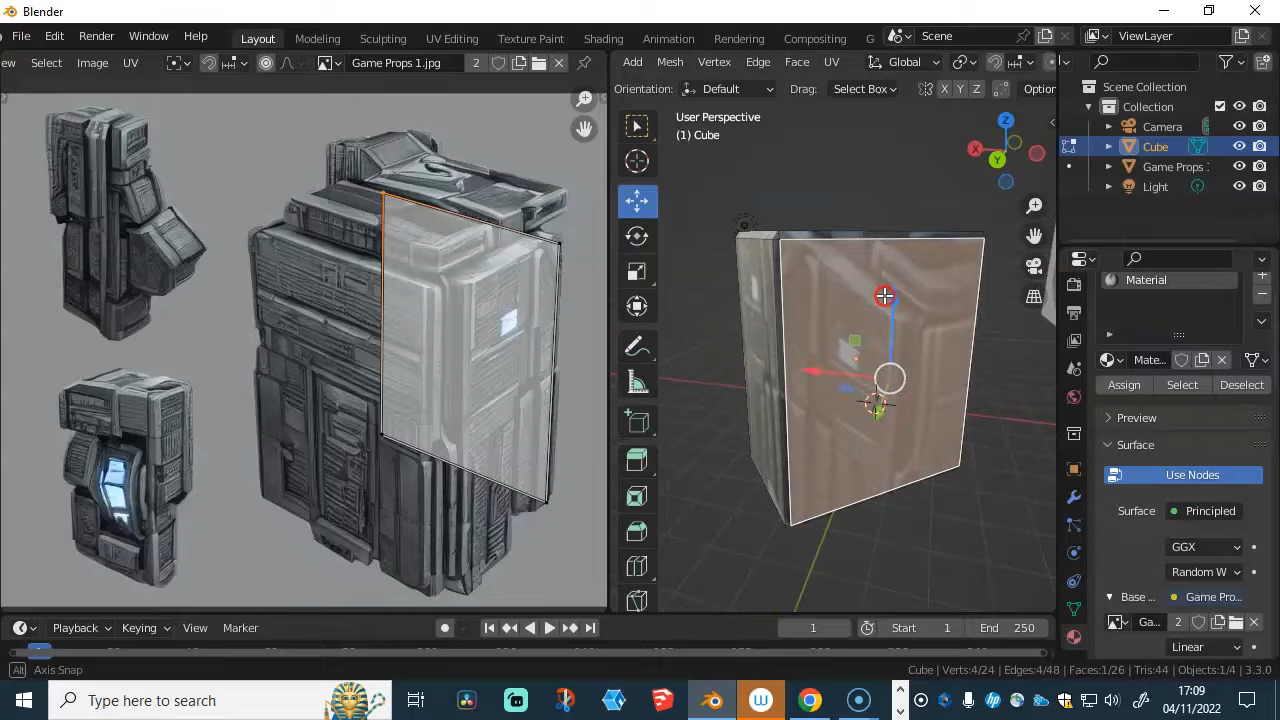 Blender
File Edit Render Window Help
Layout Modeling Sculpting UV Editing Texture Paint Shading Animation Rendering Compositing G Scene ViewLayer
ew Select Image UV Game Props 1.jpg 2 Add Mesh Vertex Edge Face UV Global
Orientation: Default Drag: Select Box X Y Z Option
User Perspective
(1) Cube
Z
X
Y
Scene Collection
Collection
Camera
Cube
Game Props
Light
Material
Mate...
Assign Select Deselect
Preview
Surface
Use Nodes
Surface Principled
GGX
Random W
Base ... Game Pro...
Ga... 2
Linear
Playback Keying View Marker 1 Start 1 End 250
Alt Axis Snap Cube | Verts:4/24 | Edges:4/48 | Faces:1/26 | Tris:44 | Objects:1/4 | 3.3.0
Type here to search
17:09
04/11/2022